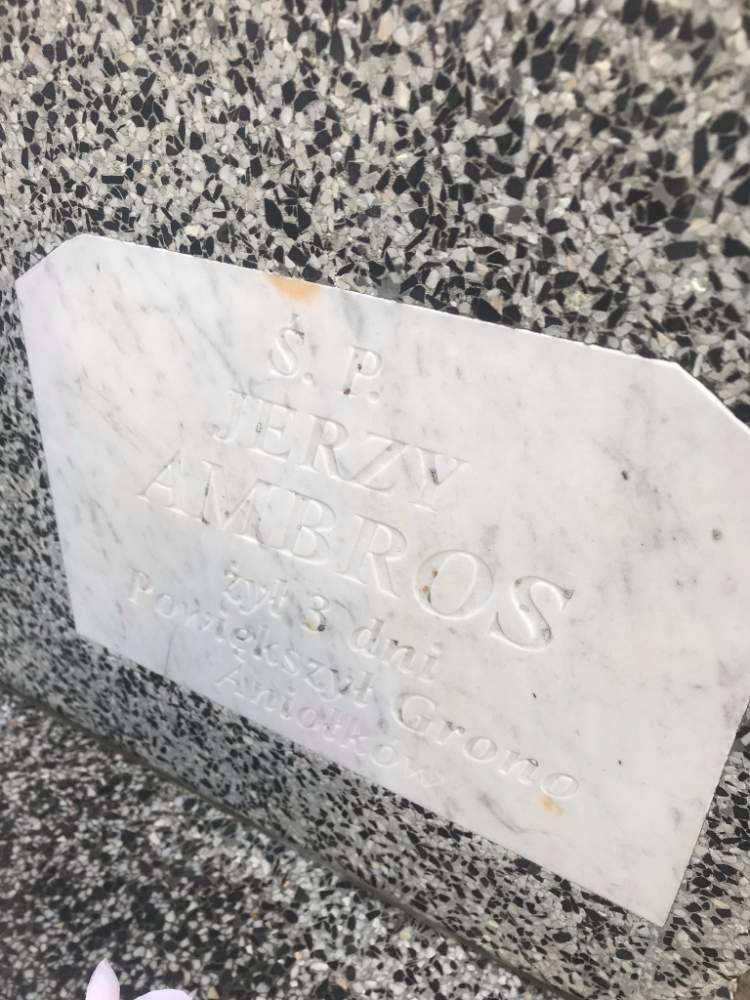 Ś. P.
JERZY
AMBROS
żył 3 dni
Powiększył Grono
Aniołków